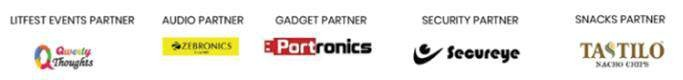 LITFEST EVENTS PARTNER
AUDIO PARTNER
GADGET PARTNER
SECURITY PARTNER
SNACKS PARTNER
Qwerty
Thoughts
ZEBRONICS
Portronics
Secureye
TASTILO
NACHO CHIPS